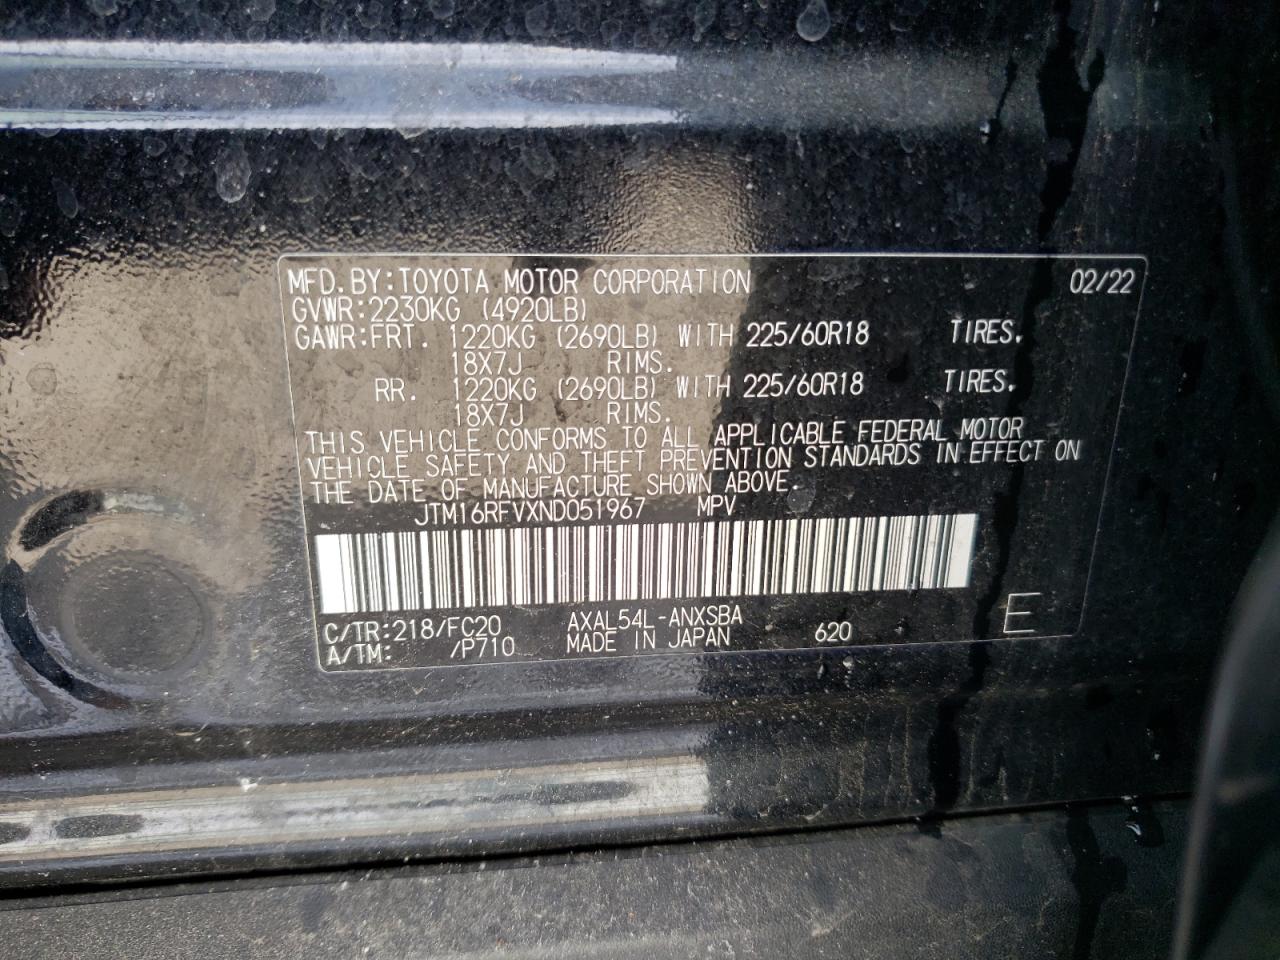 MFD. BY: TOYOTA MOTOR CORPORATION 02/22
GVWR: 2230KG (4920LB)
GAWR: FRT. 1220KG (2690LB) WITH 225/60R18 TIRES.
18X7J RIMS.
RR. 1220KG (2690LB) WITH 225/60R18 TIRES.
18X7J RIMS.
THIS VEHICLE CONFORMS TO ALL APPLICABLE FEDERAL MOTOR
VEHICLE SAFETY AND THEFT PREVENTION STANDARDS IN EFFECT ON
THE DATE OF MANUFACTURE SHOWN ABOVE.
JTM16RFVXND051967 MPV
C/TR: 218/FC20 AXAL54L-ANXSBA
A/TM: /P710 MADE IN JAPAN 620 E